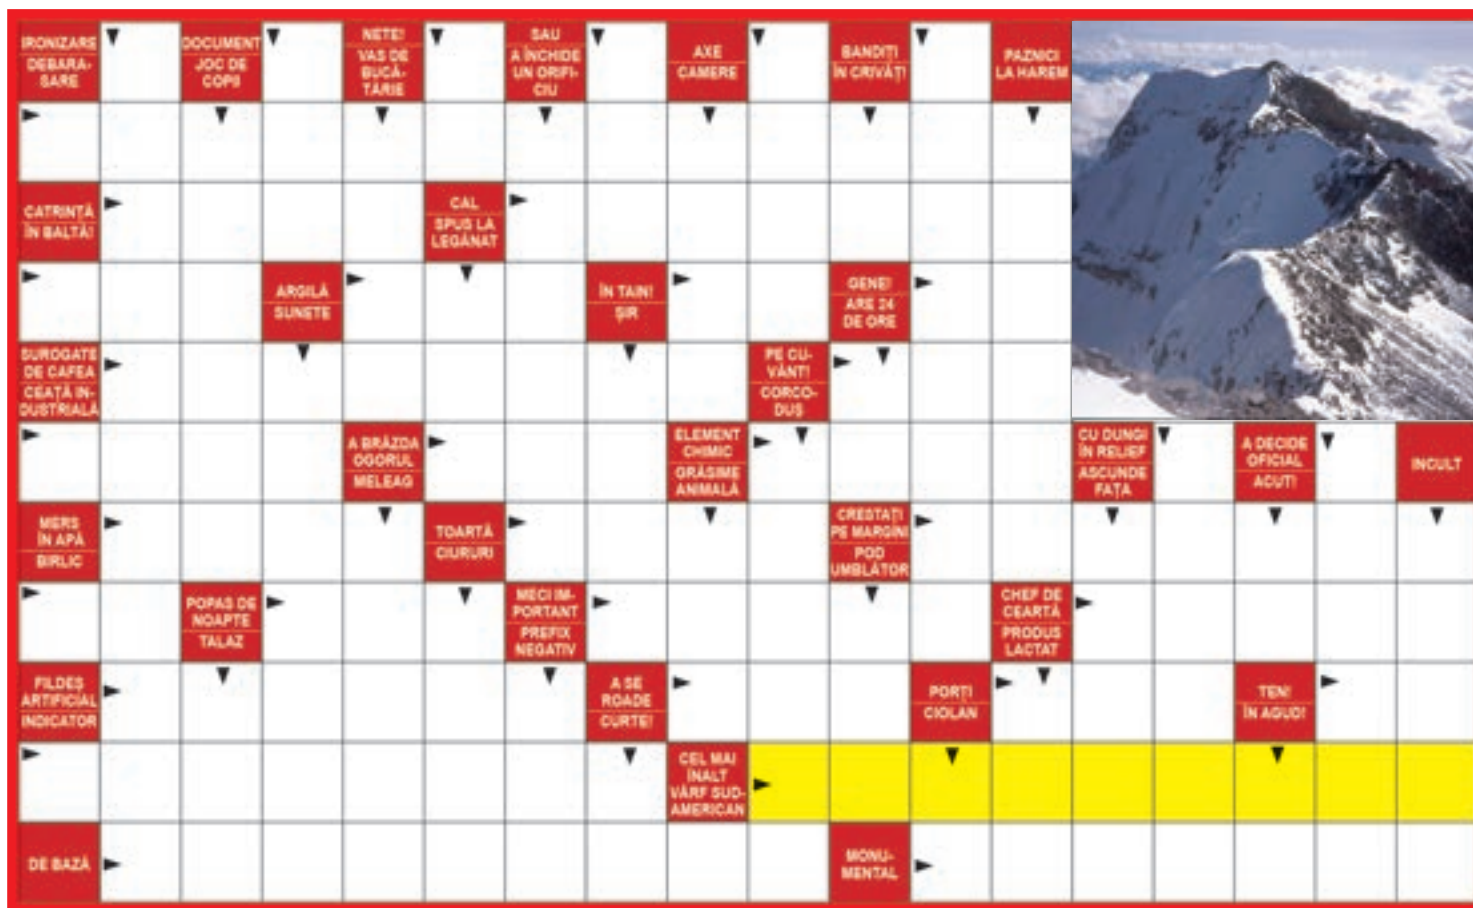 IRONIZARE
DEBARA-
SARE
DOCUMENT
JOC DE
COPII
NETE!
VAS DE
BUCĂ-
TĂRIE
SAU
A ÎNCHIDE
UN ORIFI-
CIU
AXE
CAMERE
BANDIȚI
ÎN CRIVĂȚ!
PAZNICI
LA HAREM
CATRINȚĂ
ÎN BALTĂ!
CAL
SPUS LA
LEGĂNAT
ARGILĂ
SUNETE
ÎN TAIN!
ȘIR
GENE!
ARE 24
DE ORE
SUROGATE
DE CAFEA
CEAȚĂ IN-
DUSTRIALĂ
PE CU-
VÂNT!
CORCO-
DUȘ
A BRĂZDA
OGORUL
MELEAG
ELEMENT
CHIMIC
GRĂSIME
ANIMALĂ
CU DUNGI
ÎN RELIEF
ASCUNDE
FAȚA
A DECIDE
OFICIAL
ACUT!
INCULT
MERS
ÎN APĂ
BIRLIC
TOARTĂ
CIURURI
CRESTAȚI
PE MARGINI
POD
UMBLĂTOR
POPAS DE
NOAPTE
TALAZ
MECI IM-
PORTANT
PREFIX
NEGATIV
CHEF DE
CEARTĂ
PRODUS
LACTAT
FILDEȘ
ARTIFICIAL
INDICATOR
A SE
ROADE
CURTE!
PORȚI
CIOLAN
TEN!
ÎN AGUD!
CEL MAI
ÎNALT
VÂRF SUD-
AMERICAN
DE BAZĂ
MONU-
MENTAL